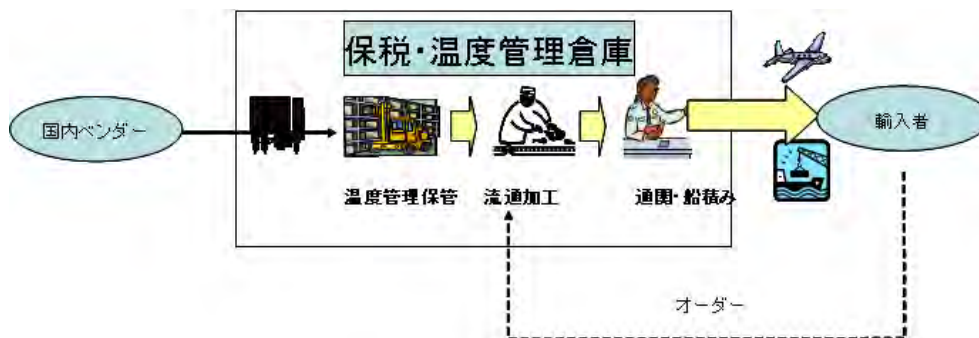 保税・温度管理倉庫
国内ベンダー
輸入者
温度管理保管
流通加工
通関・船積み
オーダー